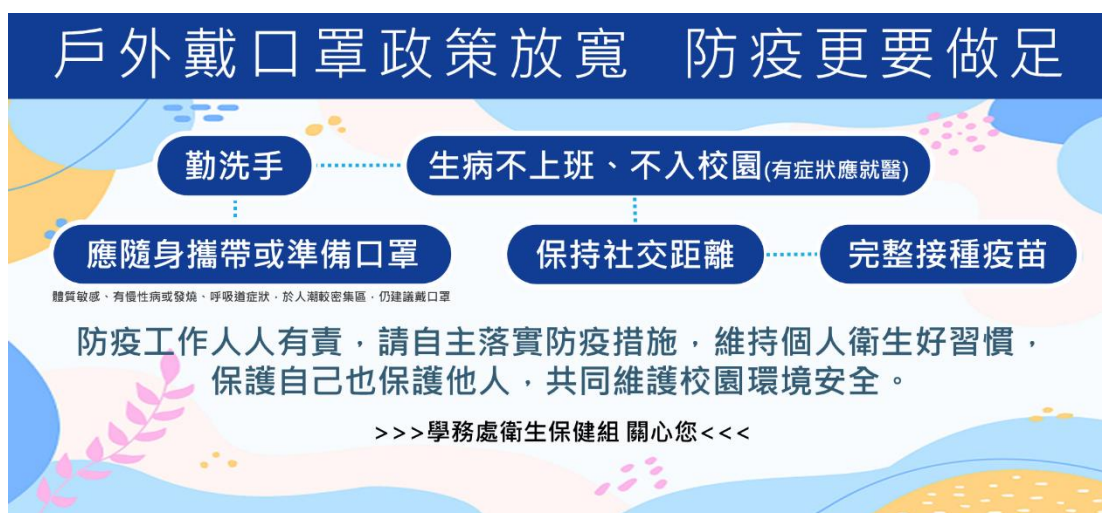 戶外戴口罩政策放寬 防疫更要做足
勤洗手
生病不上班、不入校園(有症狀應就醫)
應隨身攜帶或準備口罩
體質敏感、有慢性病或發燒、呼吸道症狀，於人潮較密集區，仍建議戴口罩
保持社交距離
完整接種疫苗
防疫工作人人有責，請自主落實防疫措施，維持個人衛生好習慣，
保護自己也保護他人，共同維護校園環境安全。
>>>學務處衛生保健組 關心您<<<